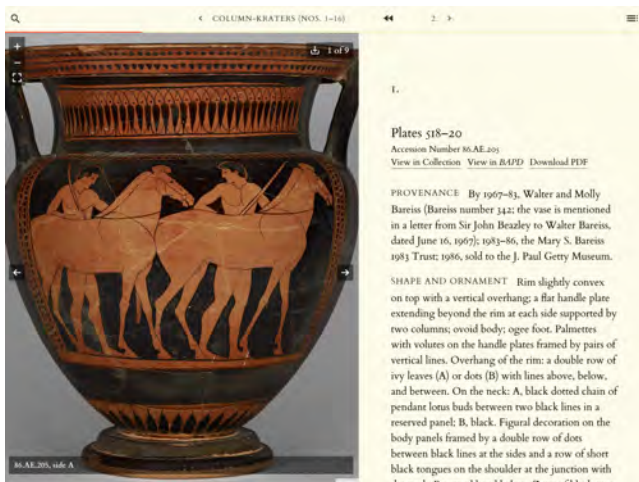 COLUMN-KRATERS (NOS. 1–16)
2
1 of 9
86.AE.205, side A
1.
Plates 518–20
Accession Number 86.AE.205
View in Collection View in BAPD Download PDF
PROVENANCE By 1967–83, Walter and Molly
Bareiss (Bareiss number 342; the vase is mentioned
in a letter from Sir John Beazley to Walter Bareiss,
dated June 16, 1967); 1983–86, the Mary S. Bareiss
1983 Trust; 1986, sold to the J. Paul Getty Museum.
SHAPE AND ORNAMENT Rim slightly convex
on top with a vertical overhang; a flat handle plate
extending beyond the rim at each side supported by
two columns; ovoid body; ogee foot. Palmettes
with volutes on the handle plates framed by pairs of
vertical lines. Overhang of the rim: a double row of
ivy leaves (A) or dots (B) with lines above, below,
and between. On the neck: A, black dotted chain of
pendant lotus buds between two black lines in a
reserved panel; B, black. Figural decoration on the
body panels framed by a double row of dots
between black lines at the sides and a row of short
black tongues on the shoulder at the junction with